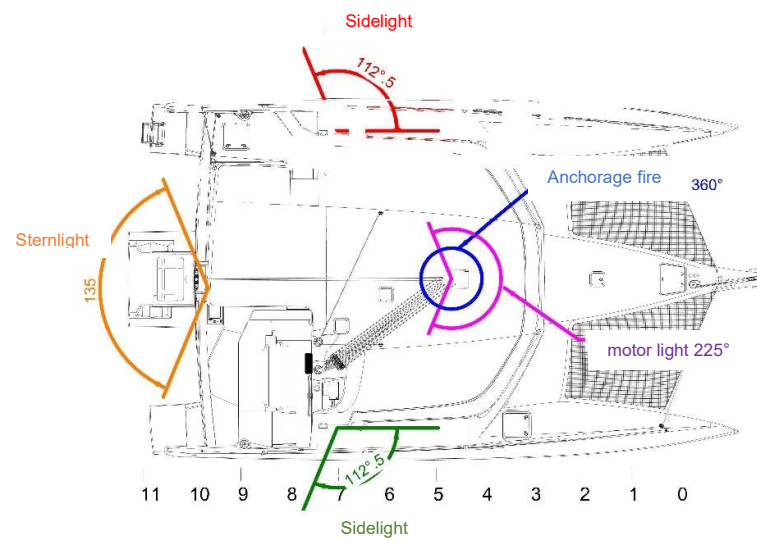 Sidelight
112°.5
Anchorage fire
360°
Sternlight
135
motor light 225°
112°.5
11 10 9 8 7 6 5 4 3 2 1 0
Sidelight